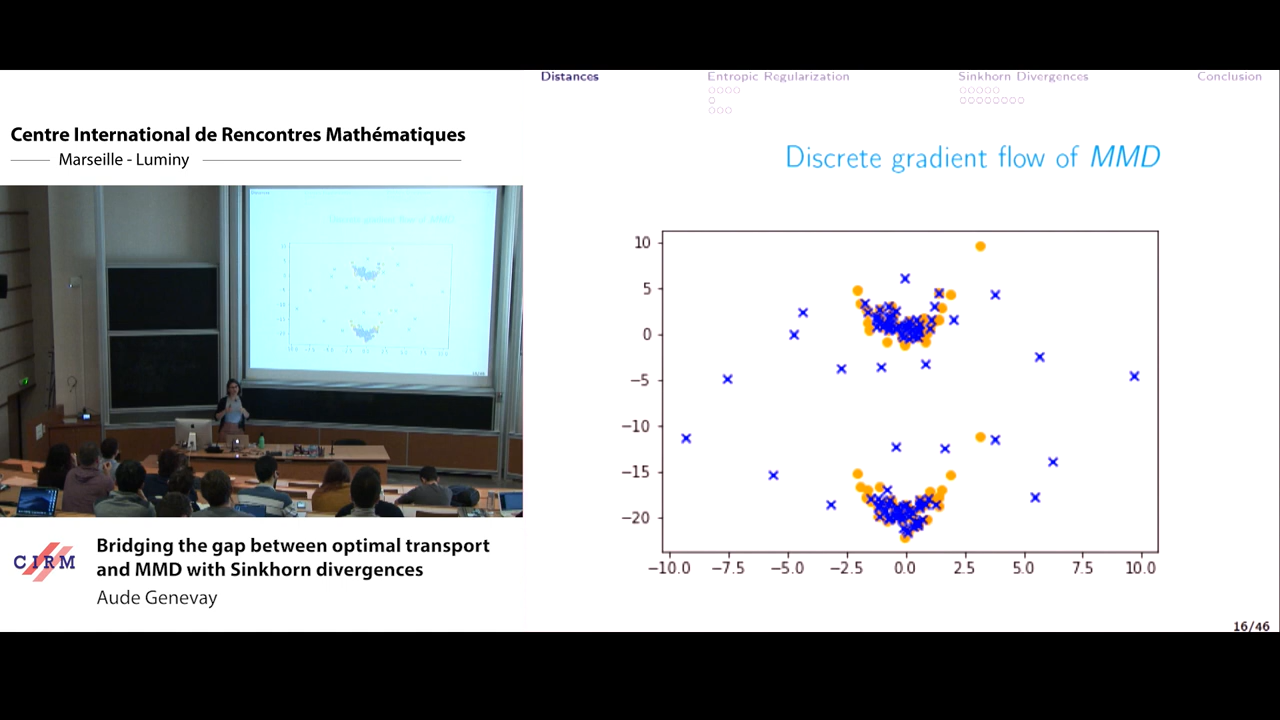 Distances
Entropic Regularization
Sinkhorn Divergences
Conclusion
Centre International de Rencontres Mathématiques
Marseille - Luminy
Discrete gradient flow of MMD
10
5
0
−5
−10
−15
−20
−10.0 −7.5 −5.0 −2.5 0.0 2.5 5.0 7.5 10.0
CIRM
Bridging the gap between optimal transport
and MMD with Sinkhorn divergences
Aude Genevay
16/46